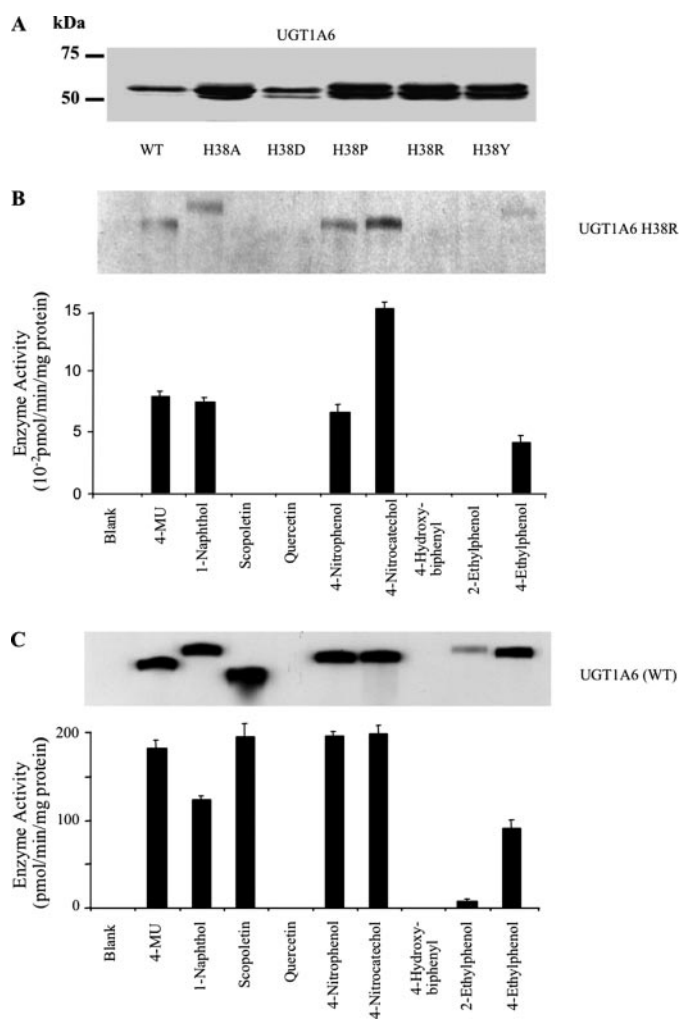 A
kDa
UGT1A6
75
50
WT H38A H38D H38P H38R H38Y
B
UGT1A6 H38R
Enzyme Activity
(10⁻²pmol/min/mg protein)
15
10
5
0
Blank
4-MU
1-Naphthol
Scopoletin
Quercetin
4-Nitrophenol
4-Nitrocatechol
4-Hydroxy-
biphenyl
2-Ethylphenol
4-Ethylphenol
C
UGT1A6 (WT)
Enzyme Activity
(pmol/min/mg protein)
200
100
0
Blank
4-MU
1-Naphthol
Scopoletin
Quercetin
4-Nitrophenol
4-Nitrocatechol
4-Hydroxy-
biphenyl
2-Ethylphenol
4-Ethylphenol